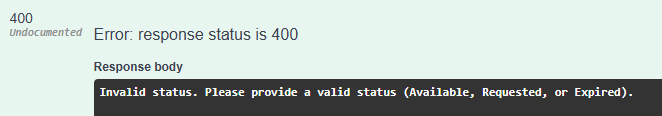 400
Undocumented
Error: response status is 400
Response body
Invalid status. Please provide a valid status (Available, Requested, or Expired).